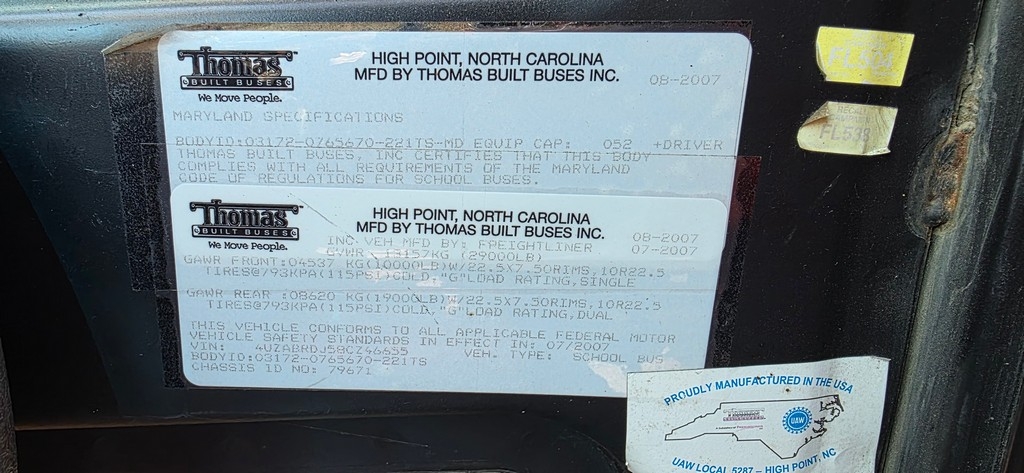 Thomas
BUILT BUSES
We Move People.
HIGH POINT, NORTH CAROLINA
MFD BY THOMAS BUILT BUSES INC.
08-2007
MARYLAND SPECIFICATIONS
BODYID:03172-0765670-221TS-MD EQUIP CAP: 052 +DRIVER
THOMAS BUILT BUSES, INC CERTIFIES THAT THIS BODY
COMPLIES WITH ALL REQUIREMENTS OF THE MARYLAND
CODE OF REGULATIONS FOR SCHOOL BUSES.
Thomas
BUILT BUSES
We Move People.
HIGH POINT, NORTH CAROLINA
MFD BY THOMAS BUILT BUSES INC.
08-2007
INC VEH MFD BY: FREIGHTLINER 07-2007
GVWR 13157KG (29000LB)
GAWR FRONT:04537 KG(10000LB)W/22.5X7.50RIMS,10R22.5
TIRES@793KPA(115PSI)COLD,"G"LOAD RATING,SINGLE
GAWR REAR :08620 KG(19000LB)W/22.5X7.50RIMS,10R22.5
TIRES@793KPA(115PSI)COLD,"G"LOAD RATING,DUAL
THIS VEHICLE CONFORMS TO ALL APPLICABLE FEDERAL MOTOR
VEHICLE SAFETY STANDARDS IN EFFECT IN: 07/2007
VIN: 4UZABRDJ58CZ46655 VEH. TYPE: SCHOOL BUS
BODYID:03172-0765670-221TS
CHASSIS ID NO: 79671
FL504
FL538
PROUDLY MANUFACTURED IN THE USA
UAW
UAW LOCAL 5287 – HIGH POINT, NC